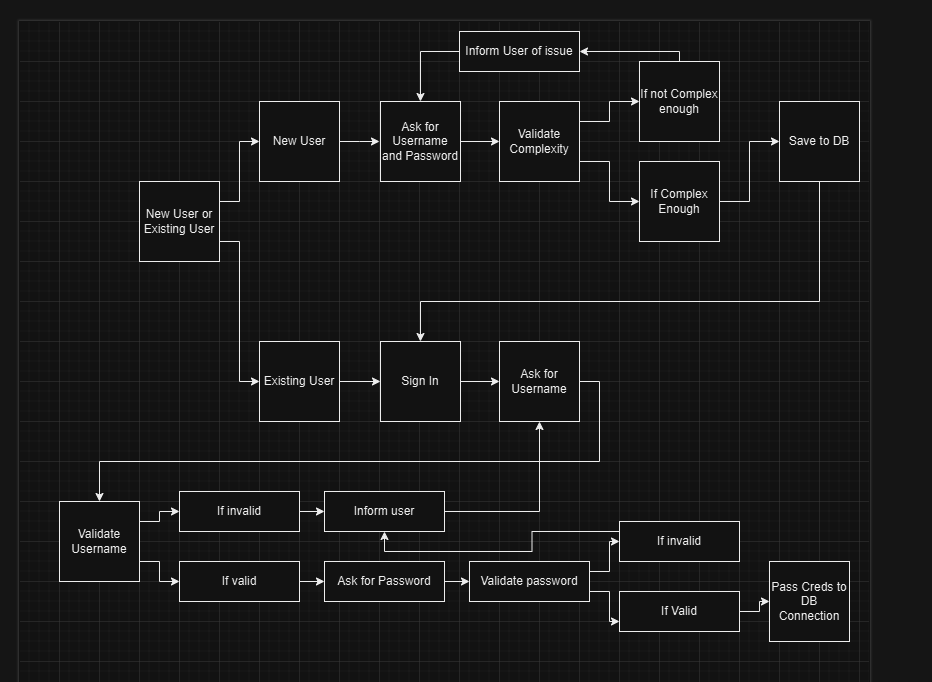 Inform User of issue
If not Complex
enough
New User
Ask for
Username
and Password
Validate
Complexity
Save to DB
If Complex
Enough
New User or
Existing User
Existing User
Sign In
Ask for
Username
Validate
Username
If invalid
Inform user
If invalid
If valid
Ask for Password
Validate password
If Valid
Pass Creds to
DB
Connection